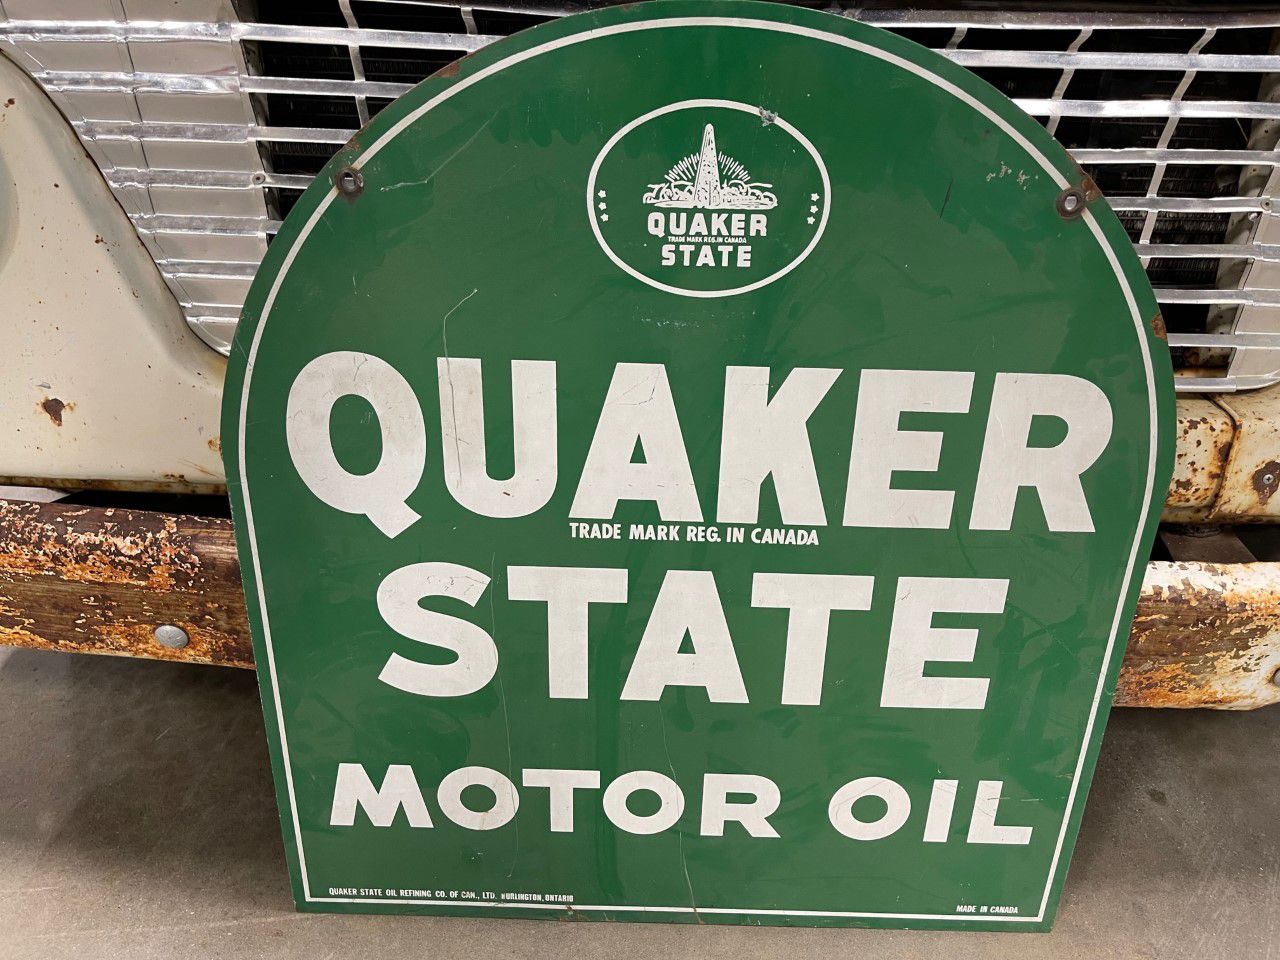 QUAKER
TRADE MARK REG. IN CANADA
STATE
QUAKER
TRADE MARK REG. IN CANADA
STATE
MOTOR OIL
QUAKER STATE OIL REFINING CO. OF CAN., LTD. BURLINGTON, ONTARIO
MADE IN CANADA